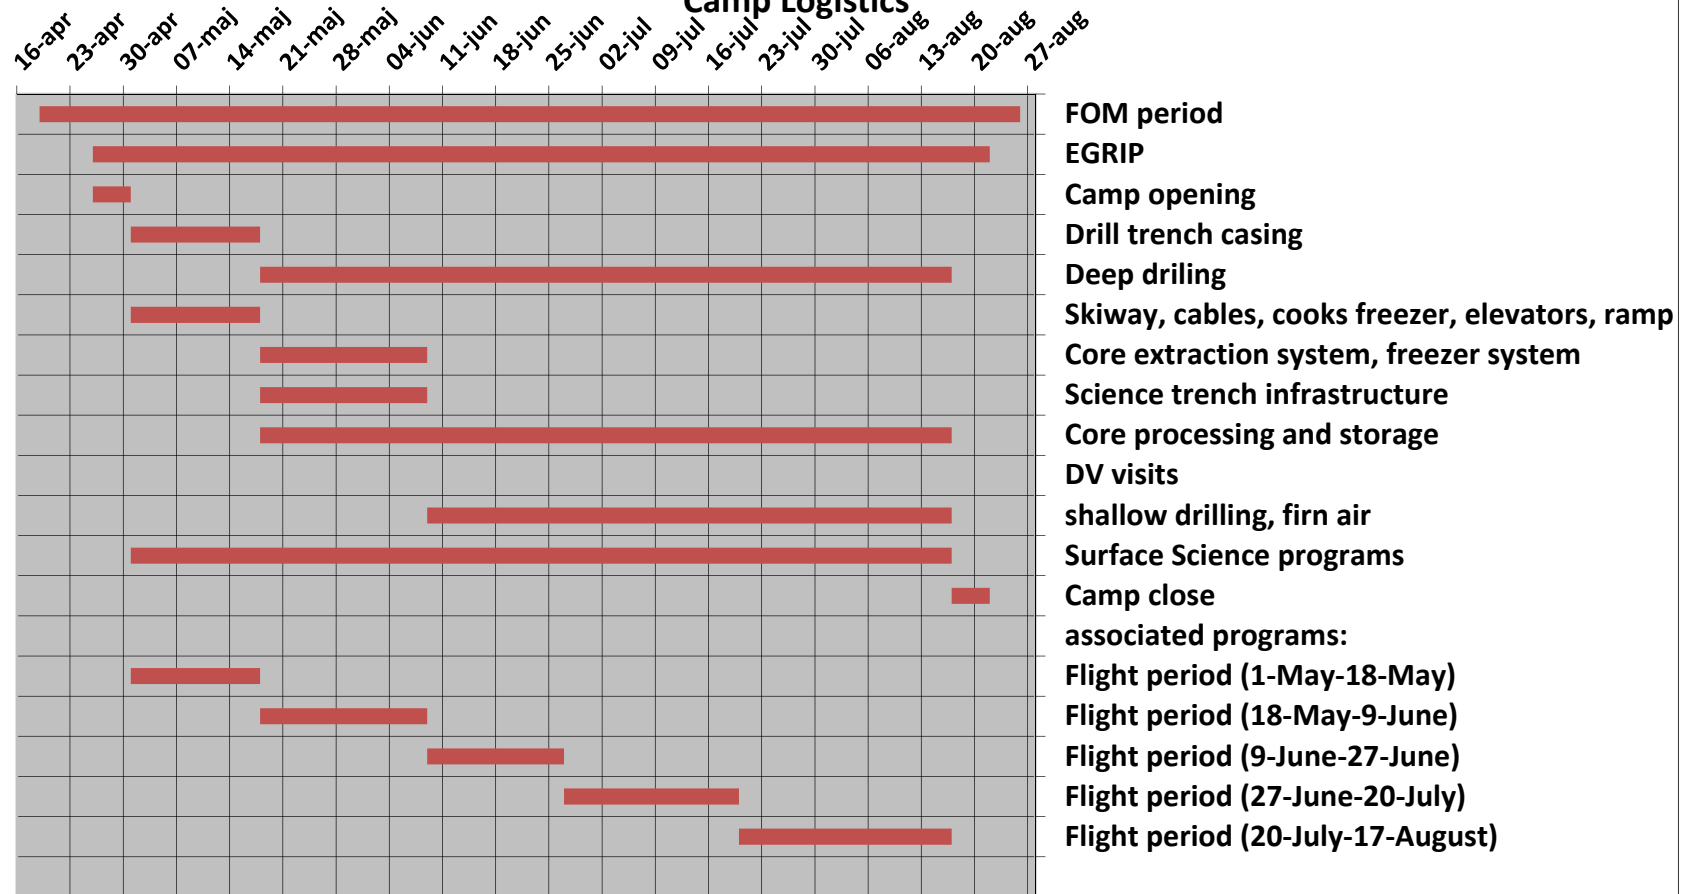 Camp Logistics
16-apr
23-apr
30-apr
07-maj
14-maj
21-maj
28-maj
04-jun
11-jun
18-jun
25-jun
02-jul
09-jul
16-jul
23-jul
30-jul
06-aug
13-aug
20-aug
27-aug
FOM period
EGRIP
Camp opening
Drill trench casing
Deep driling
Skiway, cables, cooks freezer, elevators, ramp
Core extraction system, freezer system
Science trench infrastructure
Core processing and storage
DV visits
shallow drilling, firn air
Surface Science programs
Camp close
associated programs:
Flight period (1-May-18-May)
Flight period (18-May-9-June)
Flight period (9-June-27-June)
Flight period (27-June-20-July)
Flight period (20-July-17-August)